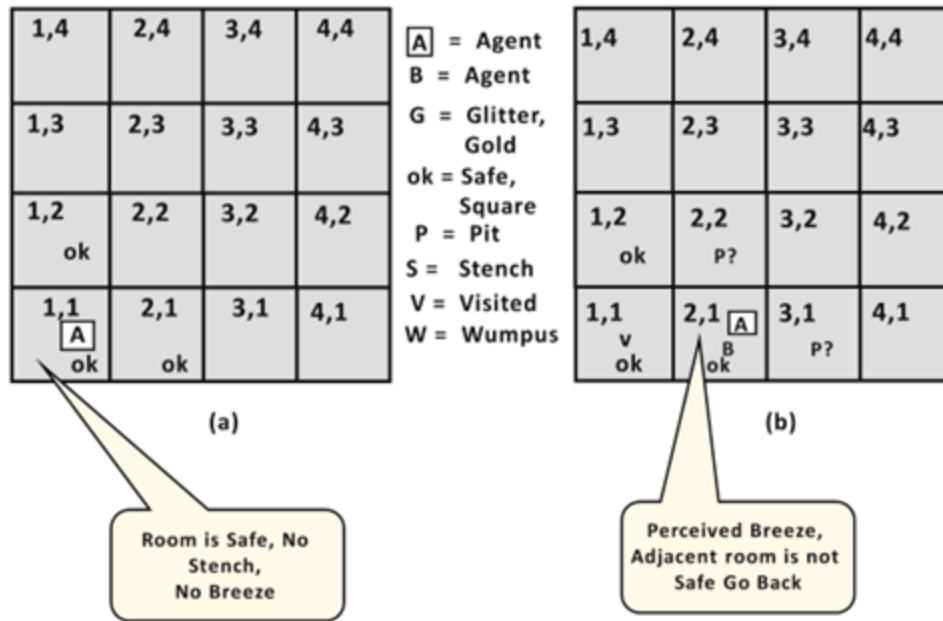 1,4 2,4 3,4 4,4
1,3 2,3 3,3 4,3
1,2 2,2 3,2 4,2
ok
1,1 2,1 3,1 4,1
A
ok ok
(a)
Room is Safe, No
Stench,
No Breeze
A = Agent
B = Agent
G = Glitter,
Gold
ok = Safe,
Square
P = Pit
S = Stench
V = Visited
W = Wumpus
1,4 2,4 3,4 4,4
1,3 2,3 3,3 4,3
1,2 2,2 3,2 4,2
ok P?
1,1 2,1 A 3,1 4,1
v B P?
ok ok
(b)
Perceived Breeze,
Adjacent room is not
Safe Go Back